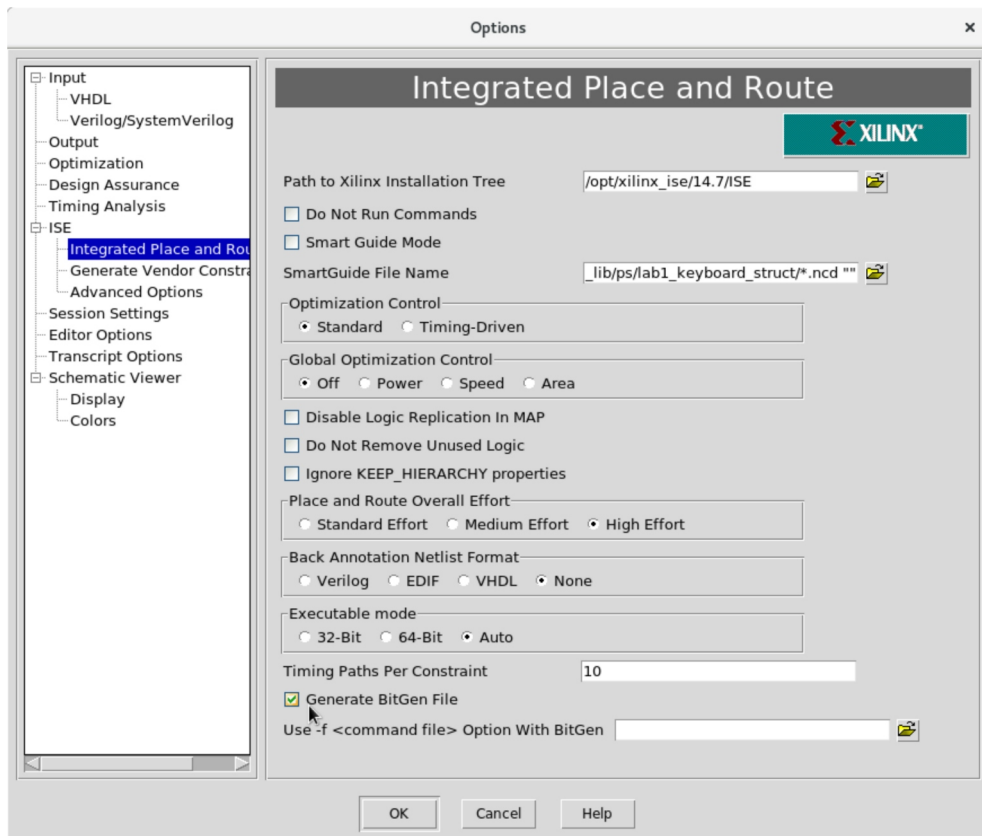 Options
Input
VHDL
Verilog/SystemVerilog
Output
Optimization
Design Assurance
Timing Analysis
ISE
Integrated Place and Rou
Generate Vendor Constra
Advanced Options
Session Settings
Editor Options
Transcript Options
Schematic Viewer
Display
Colors
Integrated Place and Route
XILINX®
Path to Xilinx Installation Tree /opt/xilinx_ise/14.7/ISE
Do Not Run Commands
Smart Guide Mode
SmartGuide File Name _lib/ps/lab1_keyboard_struct/*.ncd ""
Optimization Control
Standard Timing-Driven
Global Optimization Control
Off Power Speed Area
Disable Logic Replication In MAP
Do Not Remove Unused Logic
Ignore KEEP_HIERARCHY properties
Place and Route Overall Effort
Standard Effort Medium Effort High Effort
Back Annotation Netlist Format
Verilog EDIF VHDL None
Executable mode
32-Bit 64-Bit Auto
Timing Paths Per Constraint 10
Generate BitGen File
Use -f <command file> Option With BitGen
OK Cancel Help